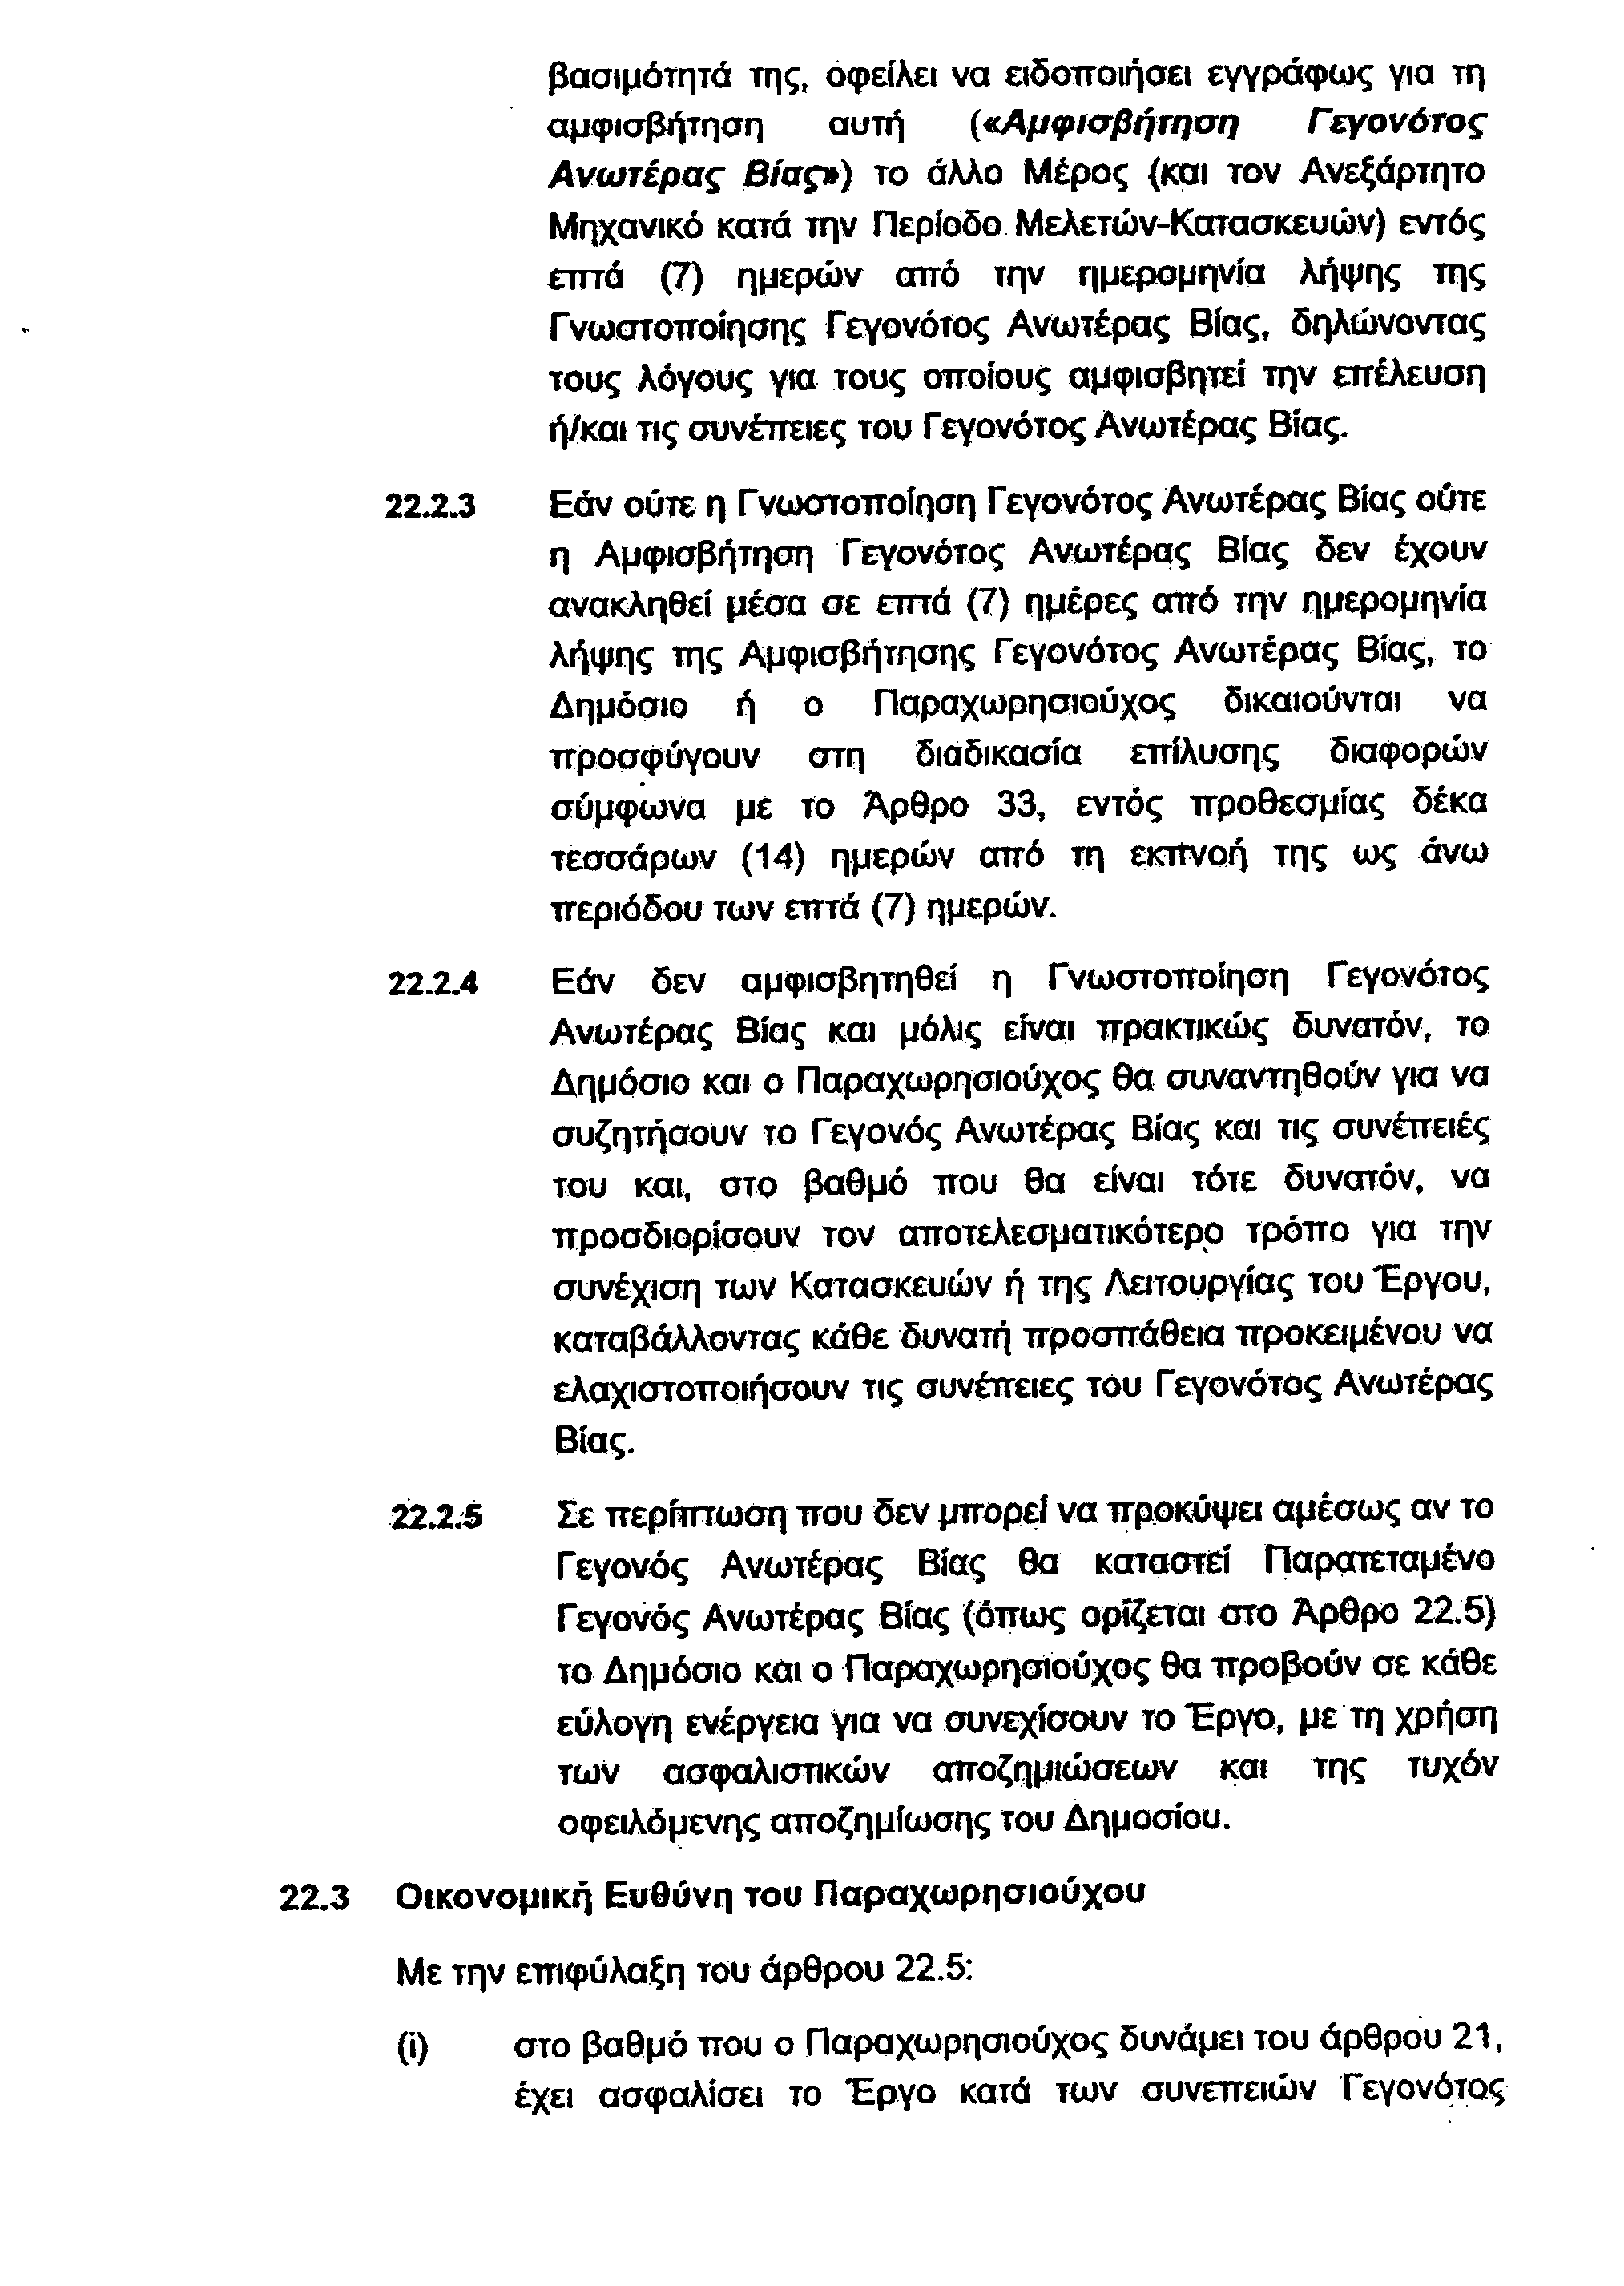 βασιμότητά της, οφείλει να ειδοποιήσει εγγράφως για τη
αμφισβήτηση αυτή («Αμφισβήτηση Γεγονότος
Ανωτέρας Βίας») το άλλο Μέρος (και τον Ανεξάρτητο
Μηχανικό κατά την Περίοδο Μελετών-Κατασκευών) εντός
επτά (7) ημερών από την ημερομηνία λήψης της
Γνωστοποίησης Γεγονότος Ανωτέρας Βίας, δηλώνοντας
τους λόγους για τους οποίους αμφισβητεί την επέλευση
ή/και τις συνέπειες του Γεγονότος Ανωτέρας Βίας.
22.2.3 Εάν ούτε η Γνωστοποίηση Γεγονότος Ανωτέρας Βίας ούτε
η Αμφισβήτηση Γεγονότος Ανωτέρας Βίας δεν έχουν
ανακληθεί μέσα σε επτά (7) ημέρες από την ημερομηνία
λήψης της Αμφισβήτησης Γεγονότος Ανωτέρας Βίας, το
Δημόσιο ή ο Παραχωρησιούχος δικαιούνται να
προσφύγουν στη διαδικασία επίλυσης διαφορών
σύμφωνα με το Άρθρο 33, εντός προθεσμίας δέκα
τεσσάρων (14) ημερών από τη εκπνοή της ως άνω
περιόδου των επτά (7) ημερών.
22.2.4 Εάν δεν αμφισβητηθεί η Γνωστοποίηση Γεγονότος
Ανωτέρας Βίας και μόλις είναι πρακτικώς δυνατόν, το
Δημόσιο και ο Παραχωρησιούχος θα συναντηθούν για να
συζητήσουν το Γεγονός Ανωτέρας Βίας και τις συνέπειές
του και, στο βαθμό που θα είναι τότε δυνατόν, να
προσδιορίσουν τον αποτελεσματικότερο τρόπο για την
συνέχιση των Κατασκευών ή της Λειτουργίας του Έργου,
καταβάλλοντας κάθε δυνατή προσπάθεια προκειμένου να
ελαχιστοποιήσουν τις συνέπειες του Γεγονότος Ανωτέρας
Βίας.
22.2.5 Σε περίπτωση που δεν μπορεί να προκύψει αμέσως αν το
Γεγονός Ανωτέρας Βίας θα καταστεί Παρατεταμένο
Γεγονός Ανωτέρας Βίας (όπως ορίζεται στο Άρθρο 22.5)
το Δημόσιο και ο Παραχωρησιούχος θα προβούν σε κάθε
εύλογη ενέργεια για να συνεχίσουν το Έργο, με τη χρήση
των ασφαλιστικών αποζημιώσεων και της τυχόν
οφειλόμενης αποζημίωσης του Δημοσίου.
22.3 Οικονομική Ευθύνη του Παραχωρησιούχου
Με την επιφύλαξη του άρθρου 22.5:
(i) στο βαθμό που ο Παραχωρησιούχος δυνάμει του άρθρου 21,
έχει ασφαλίσει το Έργο κατά των συνεπειών Γεγονότος